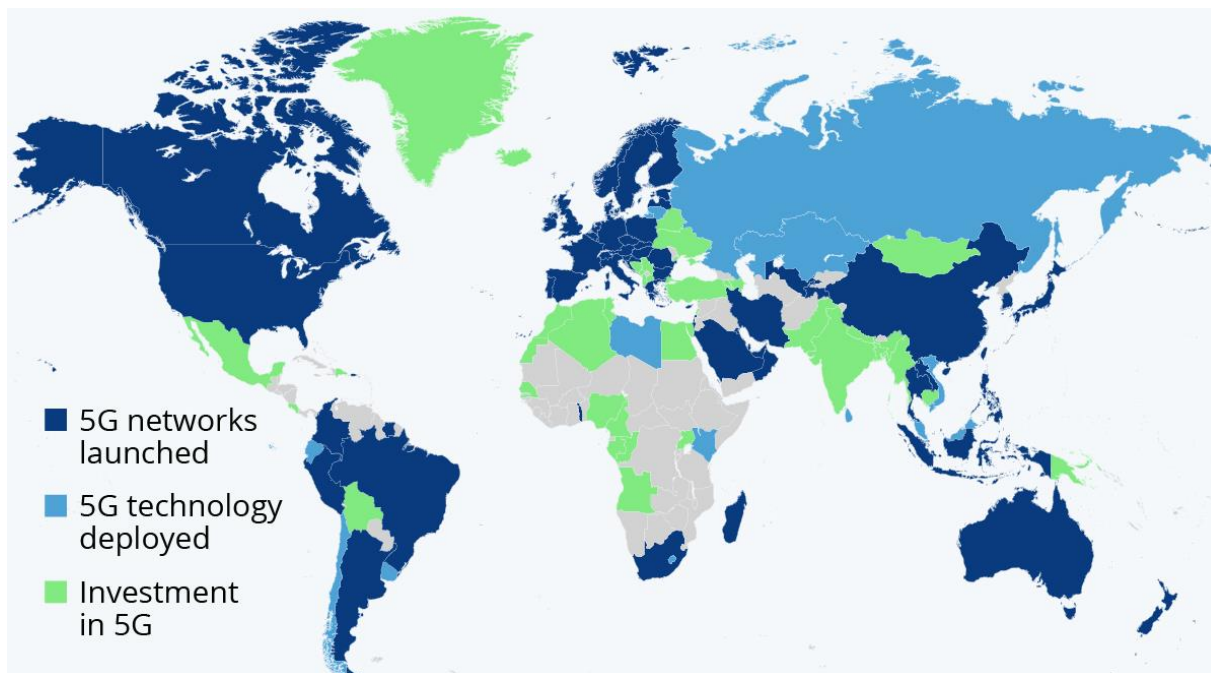 5G networks
launched
5G technology
deployed
Investment
in 5G